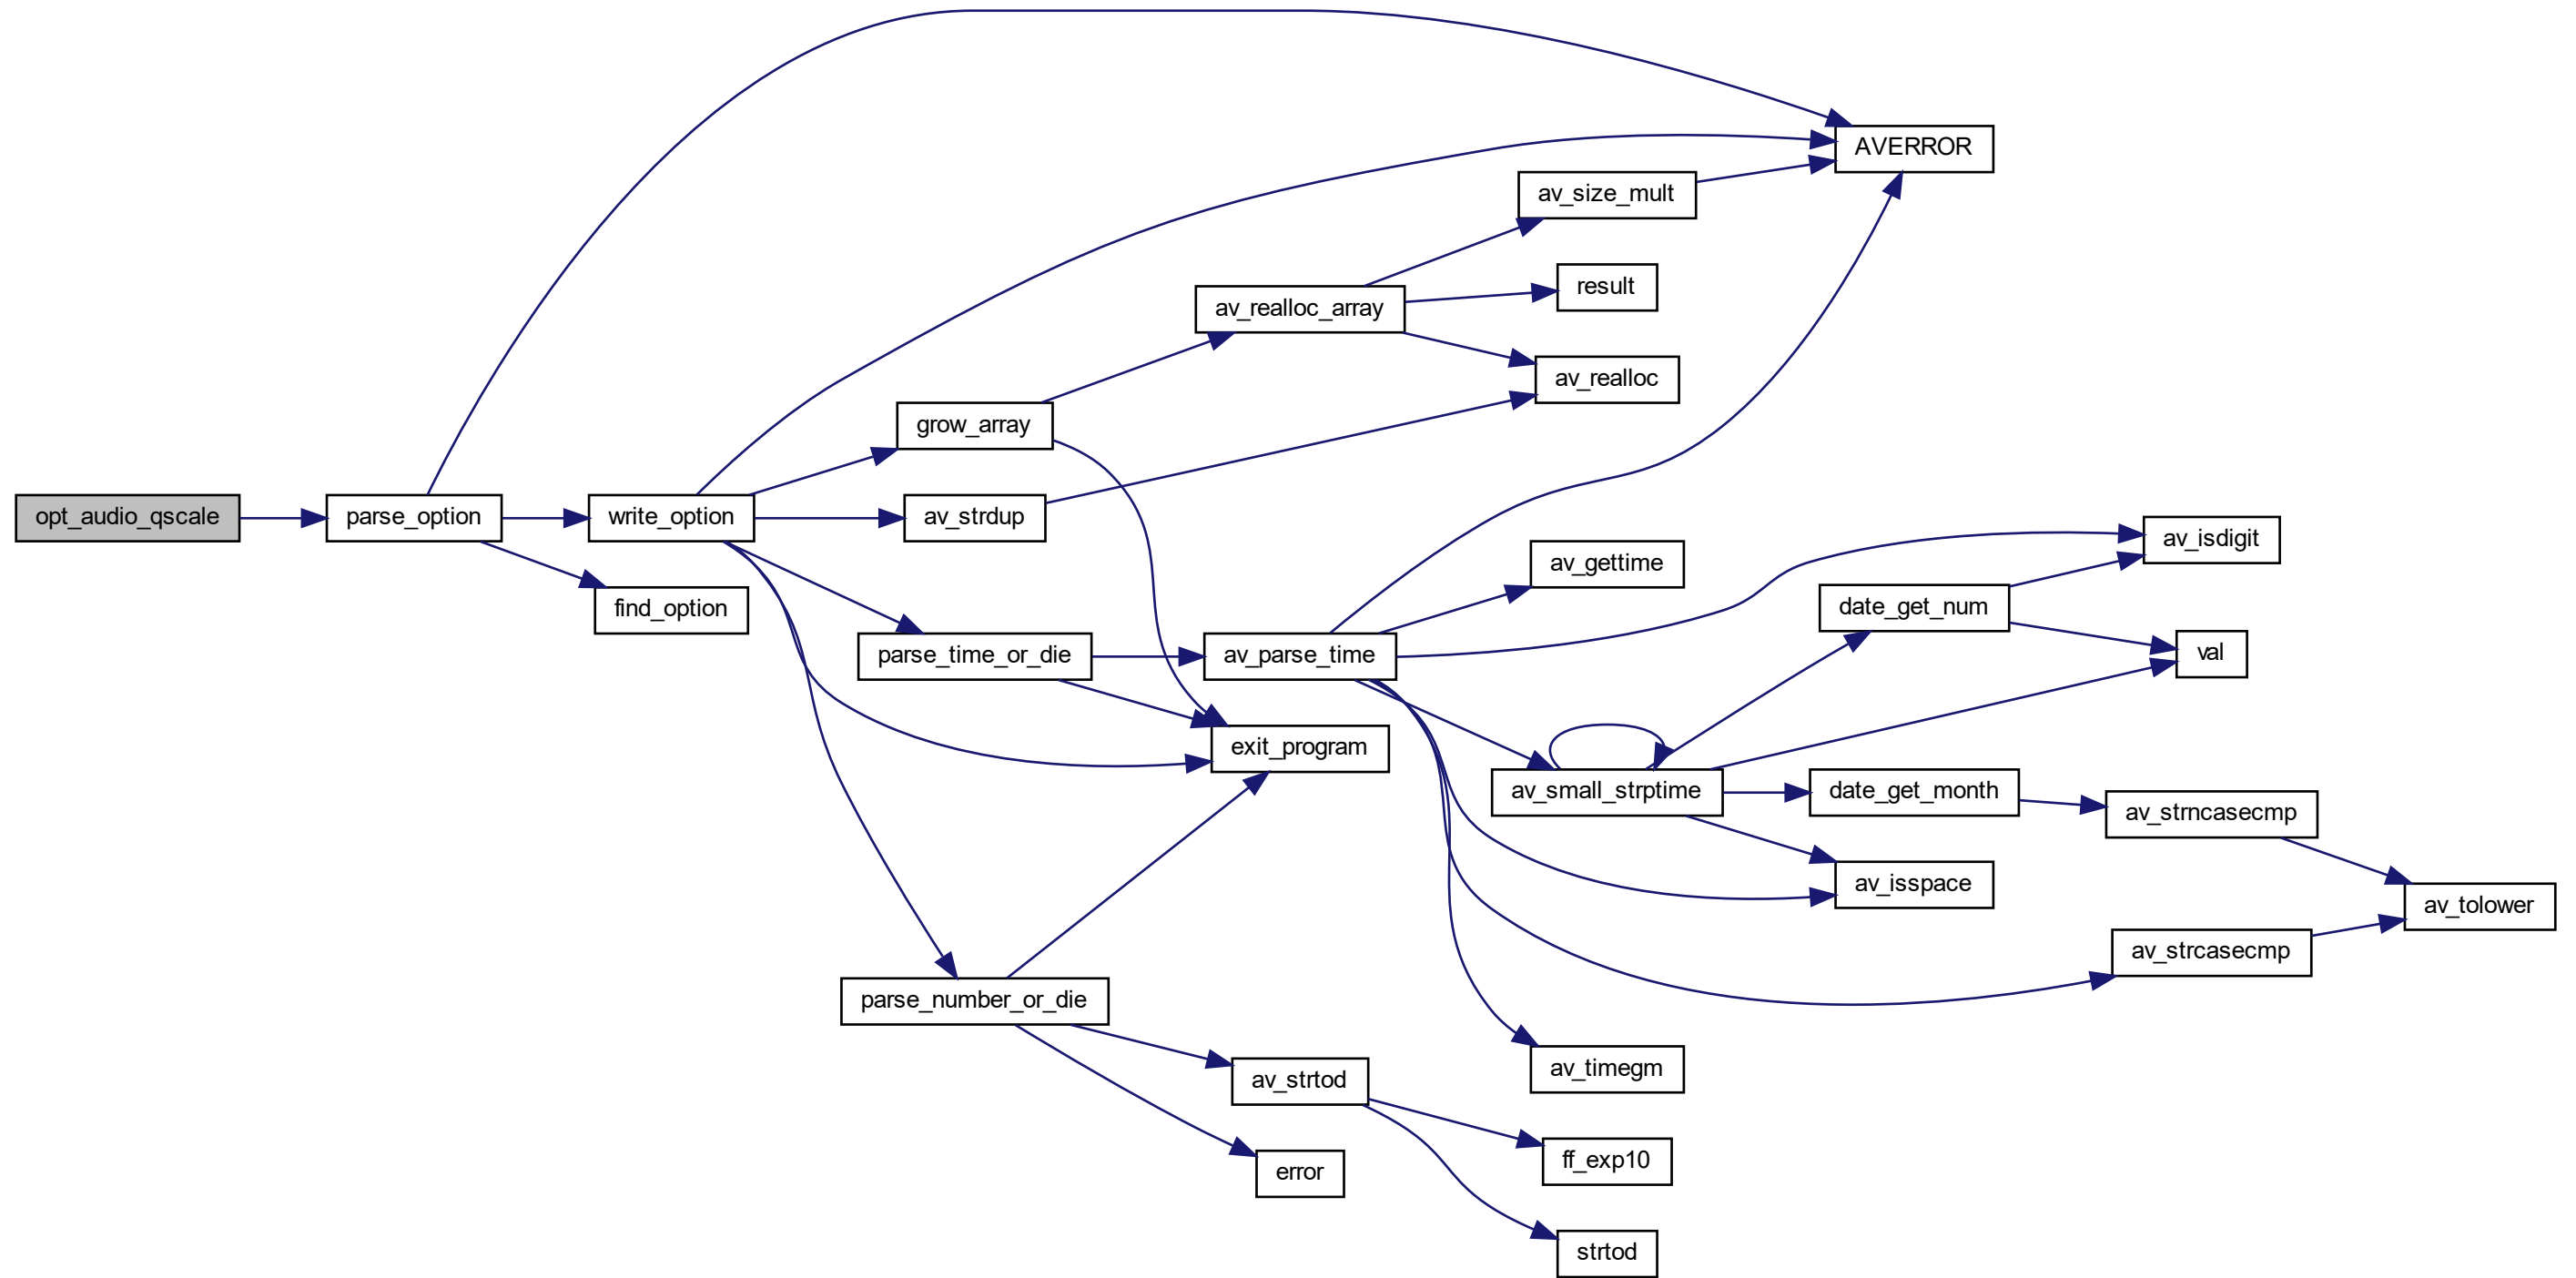 opt_audio_qscale
parse_option
write_option
find_option
grow_array
av_strdup
parse_time_or_die
parse_number_or_die
av_realloc_array
av_parse_time
exit_program
av_strtod
error
av_size_mult
result
av_realloc
av_gettime
av_small_strptime
av_timegm
ff_exp10
strtod
AVERROR
date_get_num
date_get_month
av_isspace
av_isdigit
val
av_strncasecmp
av_strcasecmp
av_tolower